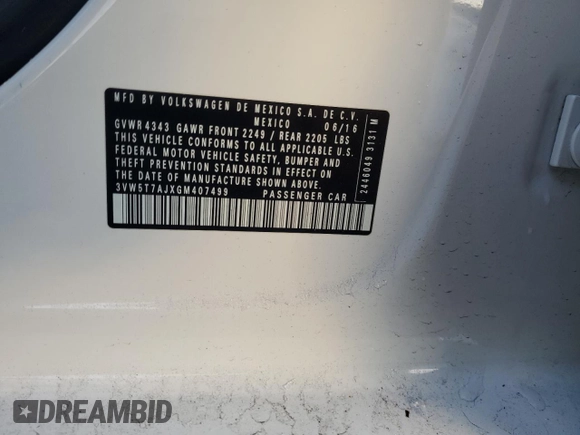 MFD BY VOLKSWAGEN DE MEXICO S.A. DE C.V.
MEXICO 06/16
GVWR 4343 GAWR FRONT 2249 / REAR 2205 LBS
THIS VEHICLE CONFORMS TO ALL APPLICABLE U.S.
FEDERAL MOTOR VEHICLE SAFETY, BUMPER AND
THEFT PREVENTION STANDARDS IN EFFECT ON
THE DATE OF MANUFACTURE SHOWN ABOVE.
3VW5T7AJXGM407499 PASSENGER CAR
2446049 3131 M
DREAMBID